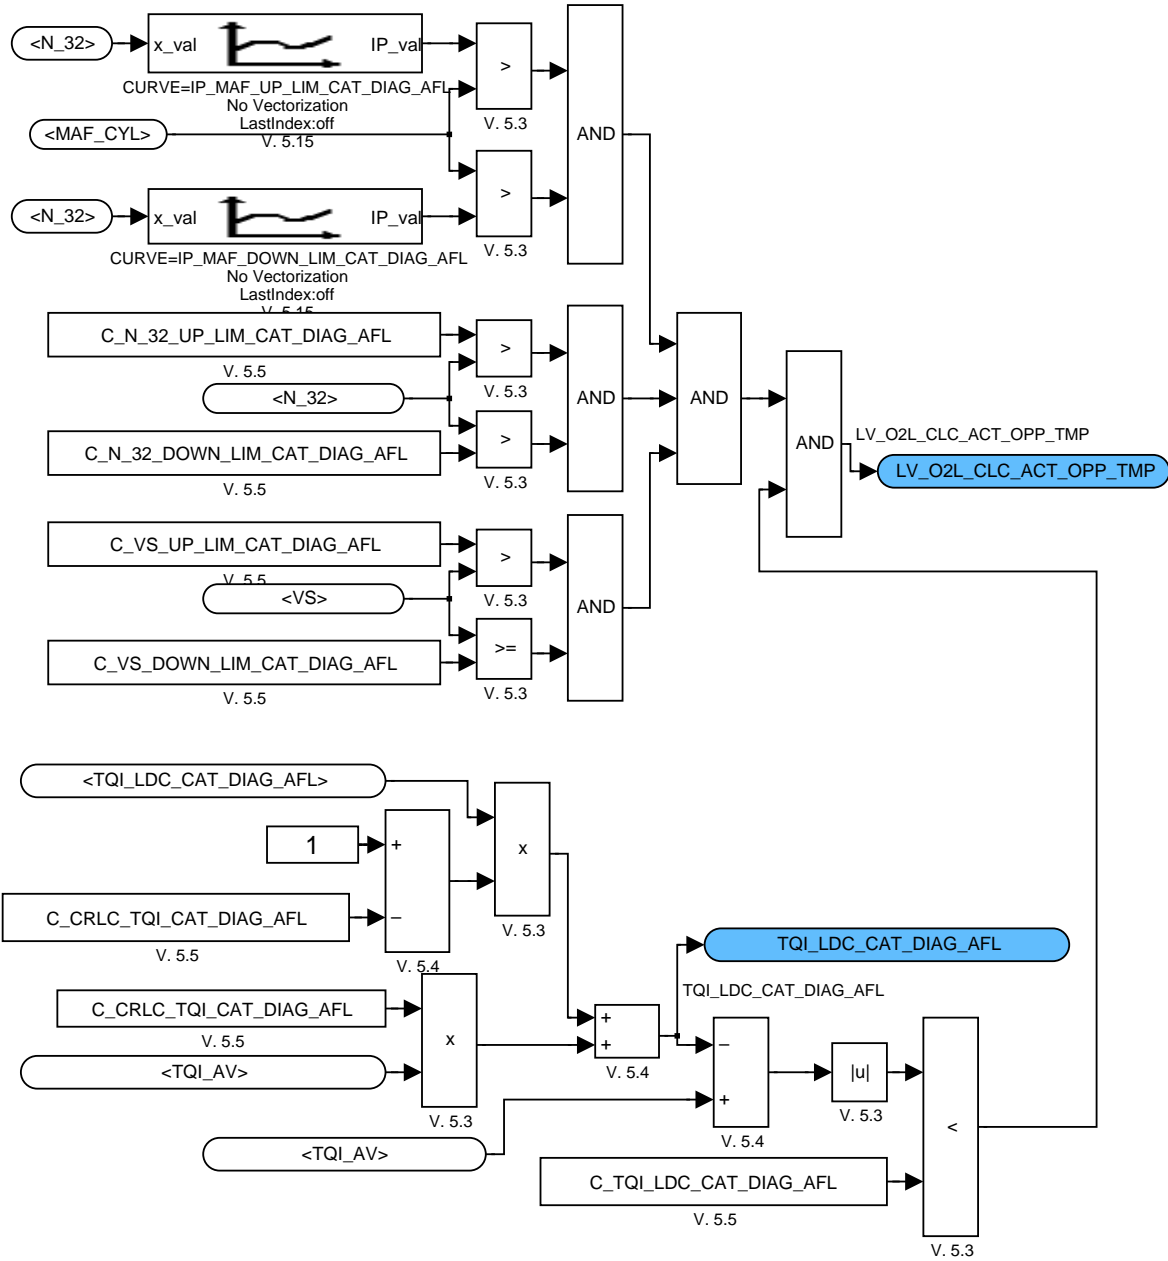 <N_32>
x_val
IP_val
>
CURVE=IP_MAF_UP_LIM_CAT_DIAG_AFL
No Vectorization
LastIndex:off
V. 5.15
V. 5.3
<MAF_CYL>
AND
>
<N_32>
x_val
IP_val
V. 5.3
CURVE=IP_MAF_DOWN_LIM_CAT_DIAG_AFL
No Vectorization
LastIndex:off
V. 5.15
C_N_32_UP_LIM_CAT_DIAG_AFL
V. 5.5
>
V. 5.3
<N_32>
AND
AND
>
C_N_32_DOWN_LIM_CAT_DIAG_AFL
V. 5.5
V. 5.3
AND
LV_O2L_CLC_ACT_OPP_TMP
LV_O2L_CLC_ACT_OPP_TMP
C_VS_UP_LIM_CAT_DIAG_AFL
V. 5.5
>
V. 5.3
<VS>
AND
>=
C_VS_DOWN_LIM_CAT_DIAG_AFL
V. 5.5
V. 5.3
<TQI_LDC_CAT_DIAG_AFL>
1
+
−
x
V. 5.3
C_CRLC_TQI_CAT_DIAG_AFL
V. 5.5
V. 5.4
TQI_LDC_CAT_DIAG_AFL
TQI_LDC_CAT_DIAG_AFL
C_CRLC_TQI_CAT_DIAG_AFL
V. 5.5
x
V. 5.3
<TQI_AV>
+
+
V. 5.4
−
+
V. 5.4
|u|
V. 5.3
<
V. 5.3
<TQI_AV>
C_TQI_LDC_CAT_DIAG_AFL
V. 5.5